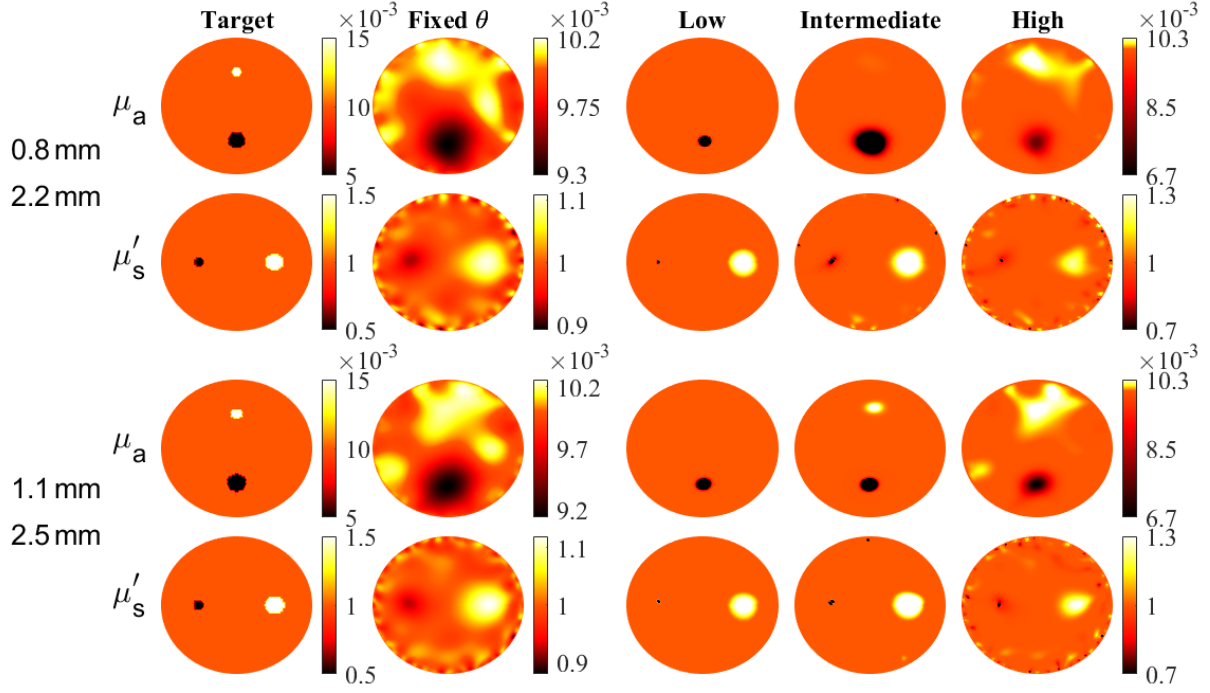 Target Fixed θ Low Intermediate High
×10⁻³ ×10⁻³ ×10⁻³
μₐ 15 10 5 10.2 9.75 9.3 10.3 8.5 6.7
0.8 mm
2.2 mm
μ′ₛ 1.5 1 0.5 1.1 1 0.9 1.3 1 0.7
×10⁻³ ×10⁻³ ×10⁻³
μₐ 15 10 5 10.2 9.7 9.2 10.3 8.5 6.7
1.1 mm
2.5 mm
μ′ₛ 1.5 1 0.5 1.1 1 0.9 1.3 1 0.7